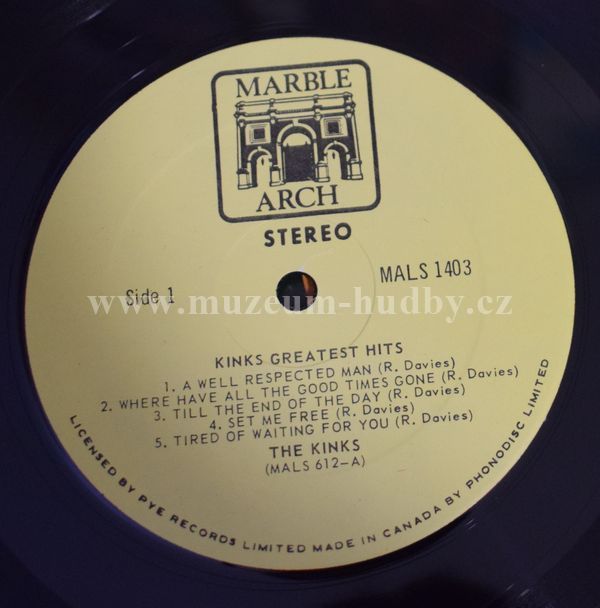 MARBLE
ARCH
STEREO
MALS 1403
Side 1
www.muzeum-hudby.cz
KINKS GREATEST HITS
1. A WELL RESPECTED MAN (R. Davies)
2. WHERE HAVE ALL THE GOOD TIMES GONE (R. Davies)
3. TILL THE END OF THE DAY (R. Davies)
4. SET ME FREE (R. Davies)
5. TIRED OF WAITING FOR YOU (R. Davies)
THE KINKS
(MALS 612-A)
LICENSED BY PYE RECORDS LIMITED MADE IN CANADA BY PHONODISC LIMITED